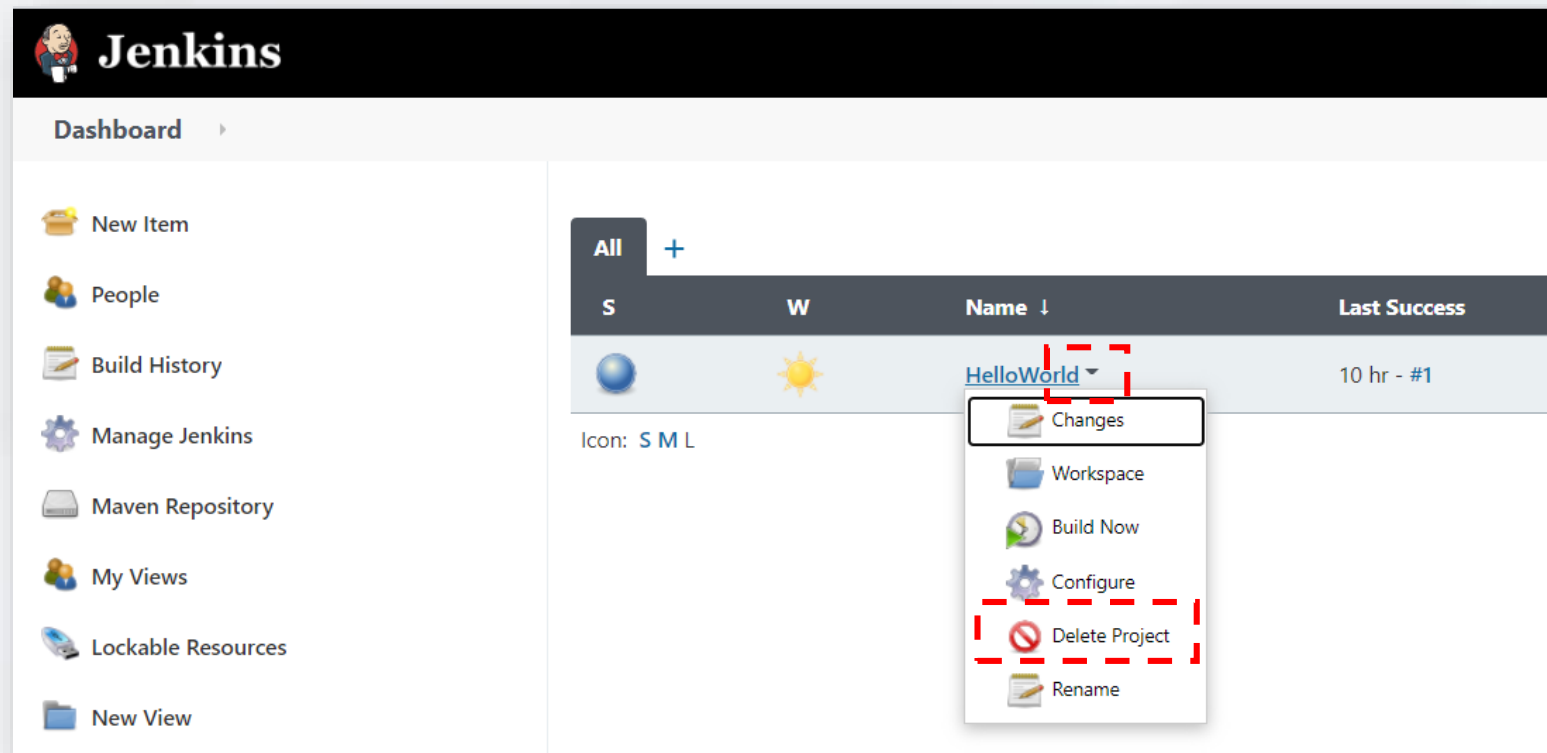 Jenkins
Dashboard
New Item
People
Build History
Manage Jenkins
Maven Repository
My Views
Lockable Resources
New View
All +
S W Name ↓ Last Success
HelloWorld 10 hr - #1
Icon: S M L
Changes
Workspace
Build Now
Configure
Delete Project
Rename